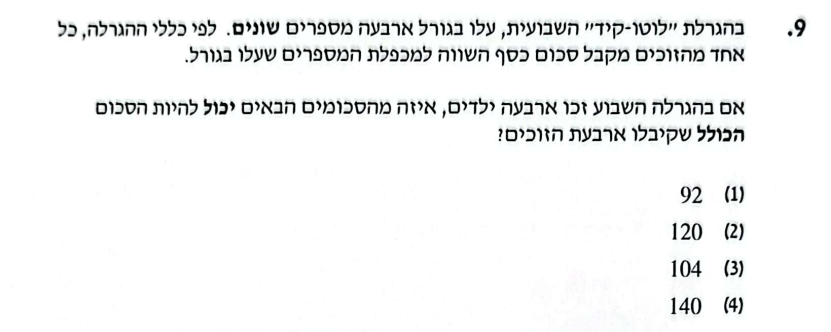 9. בהגרלת "לוטו-קיד" השבועית, עלו בגורל ארבעה מספרים שונים. לפי כללי ההגרלה, כל
אחד מהזוכים מקבל סכום כסף השווה למכפלת המספרים שעלו בגורל.
אם בהגרלה השבוע זכו ארבעה ילדים, איזה מהסכומים הבאים יכול להיות הסכום
הכולל שקיבלו ארבעת הזוכים?
(1) 92
(2) 120
(3) 104
(4) 140